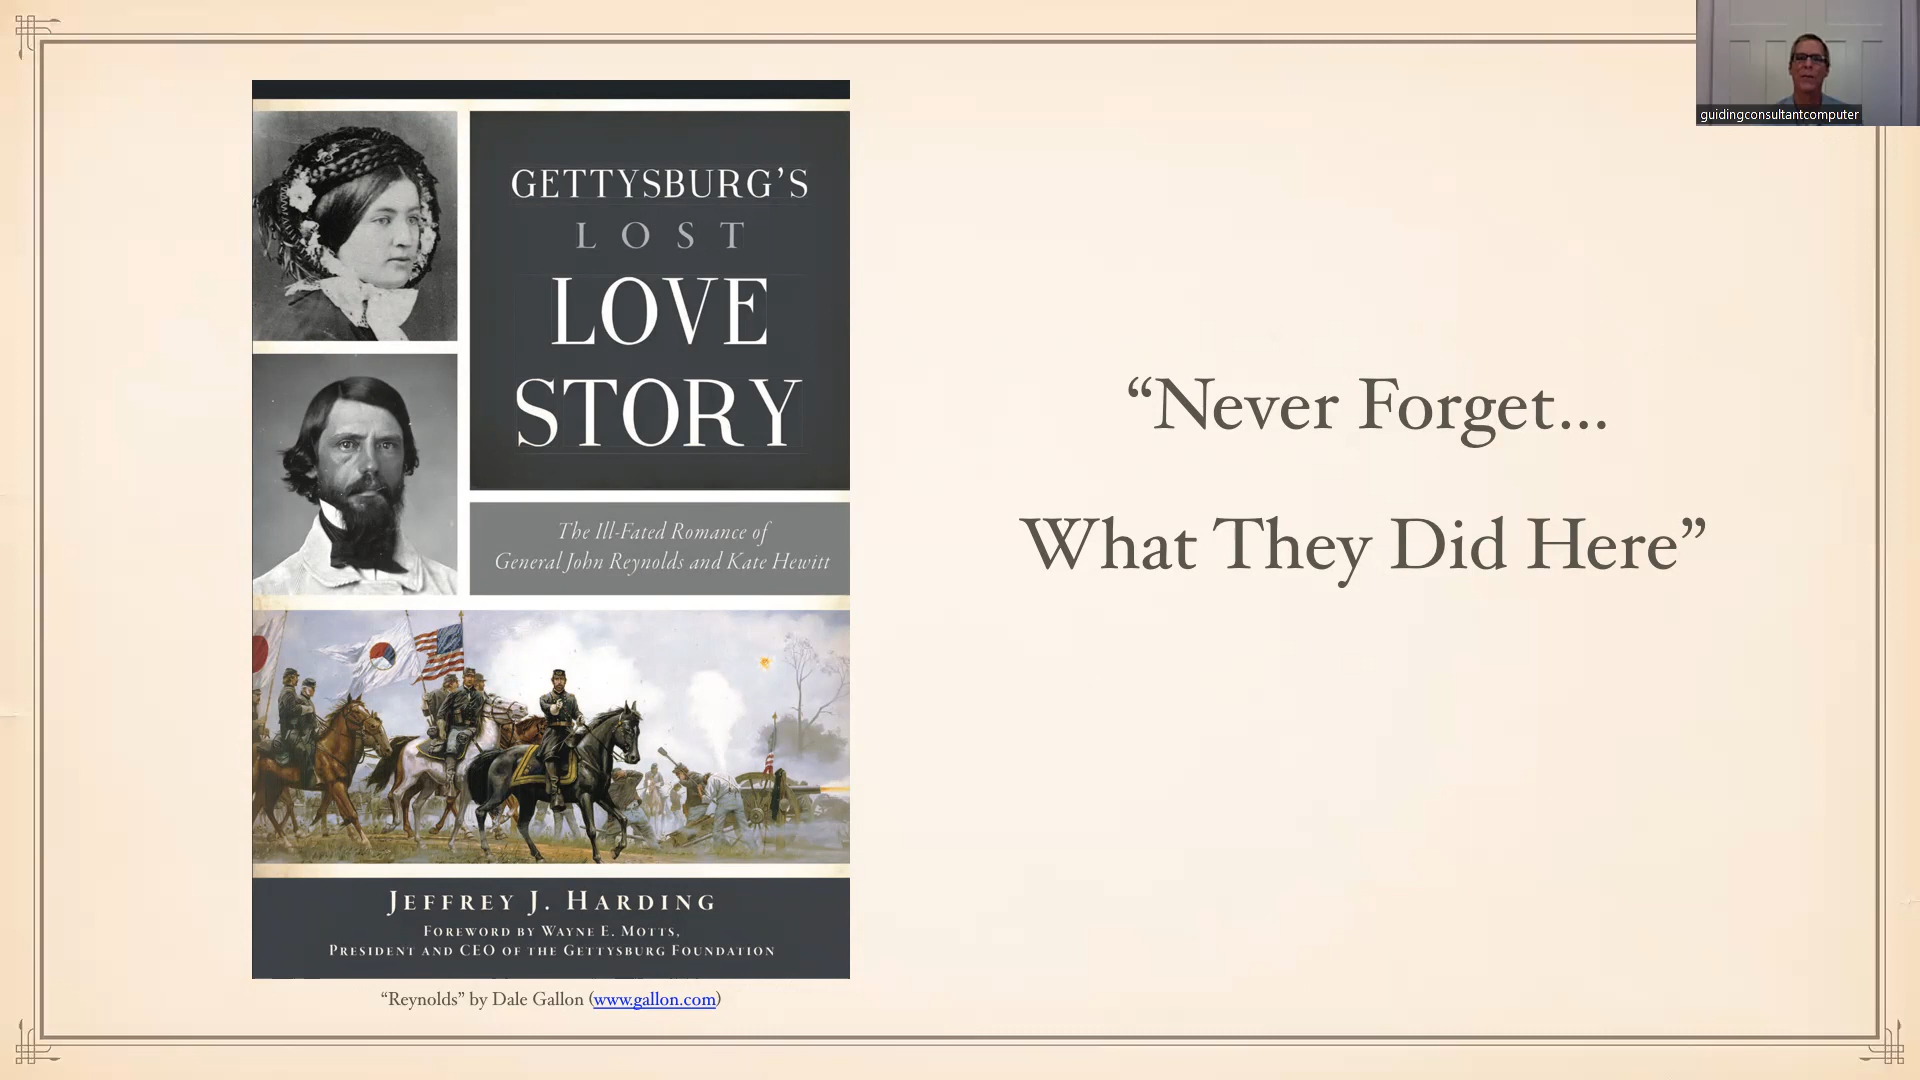 GETTYSBURG'S
LOST
LOVE
STORY
The Ill-Fated Romance of
General John Reynolds and Kate Hewitt
JEFFREY J. HARDING
FOREWORD BY WAYNE E. MOTTS,
PRESIDENT AND CEO OF THE GETTYSBURG FOUNDATION
“Reynolds” by Dale Gallon (www.gallon.com)
“Never Forget...
What They Did Here”
guidingconsultantcomputer